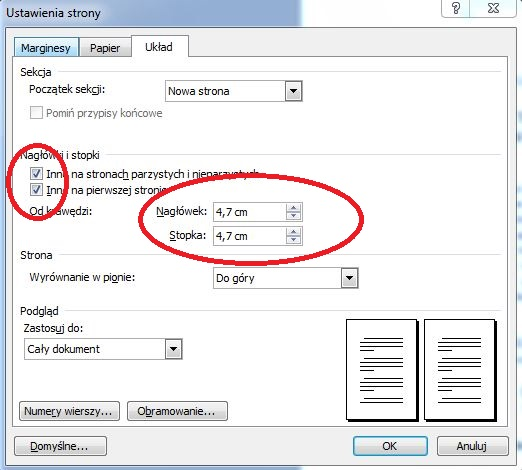 Ustawienia strony
Marginesy Papier Układ
Sekcja
Początek sekcji: Nowa strona
Pomiń przypisy końcowe
Nagłówki i stopki
Inne na stronach parzystych i nieparzystych
Inne na pierwszej stronie
Od krawędzi: Nagłówek: 4,7 cm
Stopka: 4,7 cm
Strona
Wyrównanie w pionie: Do góry
Podgląd
Zastosuj do:
Cały dokument
Numery wierszy... Obramowanie...
Domyślne... OK Anuluj